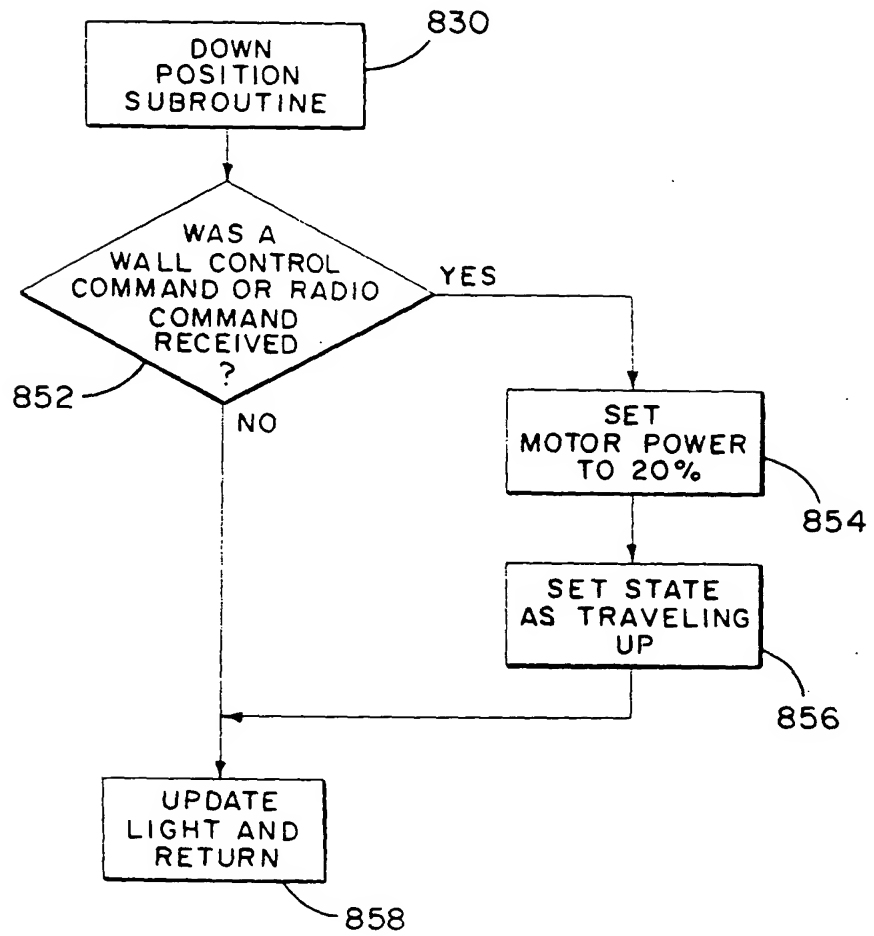 830
DOWN
POSITION
SUBROUTINE
WAS A
WALL CONTROL
COMMAND OR RADIO
COMMAND
RECEIVED
?
YES
852
NO
SET
MOTOR POWER
TO 20%
854
SET STATE
AS TRAVELING
UP
856
UPDATE
LIGHT AND
RETURN
858